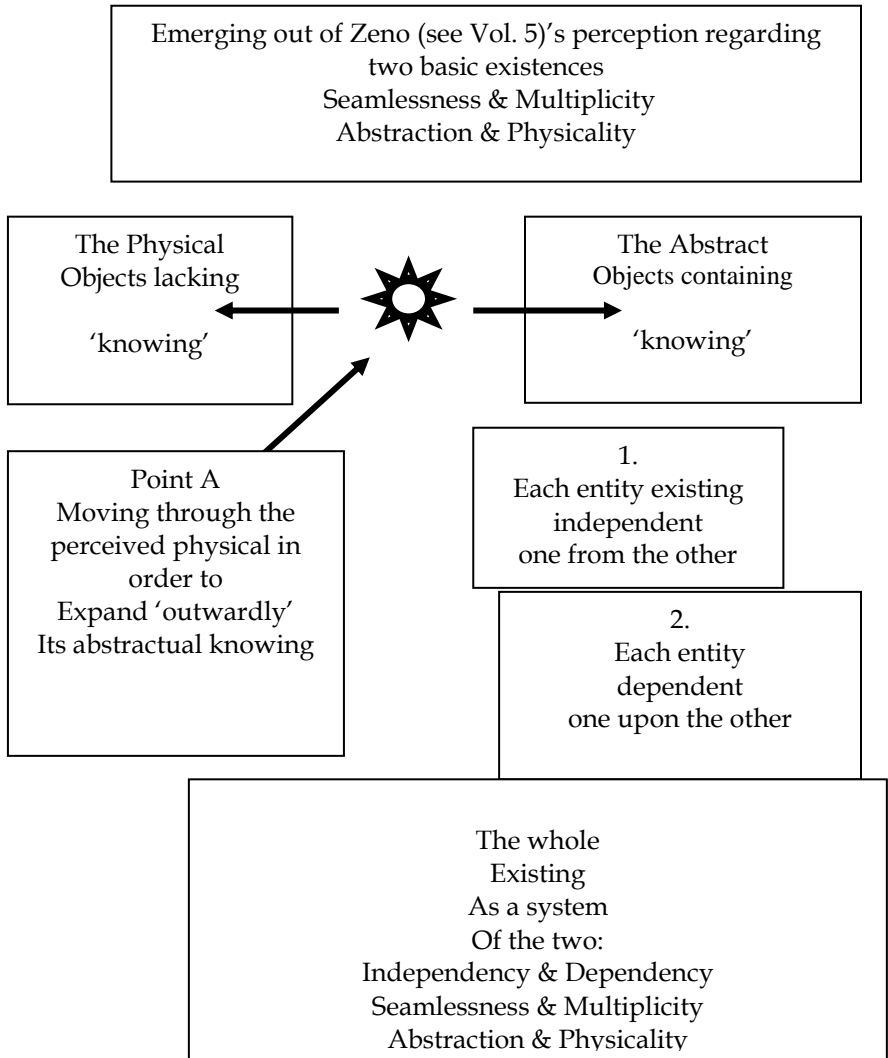 Emerging out of Zeno (see Vol. 5)'s perception regarding
two basic existences
Seamlessness & Multiplicity
Abstraction & Physicality
The Physical
Objects lacking
‘knowing’
The Abstract
Objects containing
‘knowing’
Point A
Moving through the
perceived physical in
order to
Expand ‘outwardly’
Its abstractual knowing
1.
Each entity existing
independent
one from the other
2.
Each entity
dependent
one upon the other
The whole
Existing
As a system
Of the two:
Independency & Dependency
Seamlessness & Multiplicity
Abstraction & Physicality